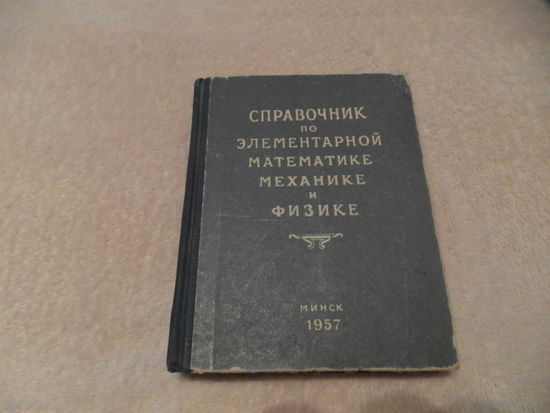 СПРАВОЧНИК
ПО
ЭЛЕМЕНТАРНОЙ
МАТЕМАТИКЕ
МЕХАНИКЕ
И
ФИЗИКЕ
МИНСК
1957